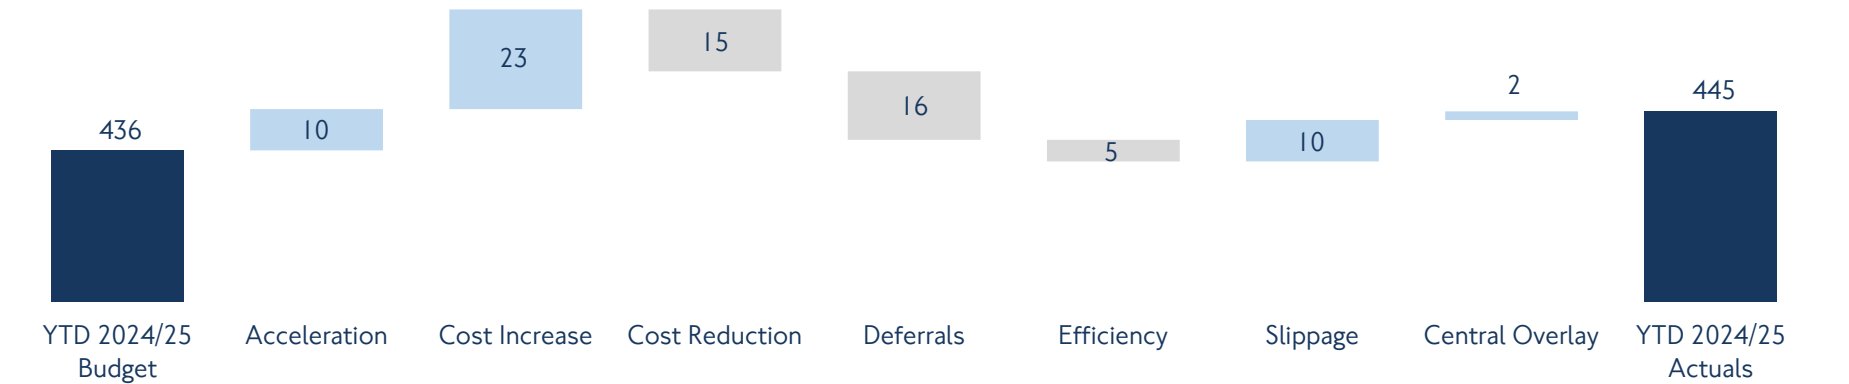 436
10
23
15
16
5
10
2
445
YTD 2024/25
Budget
Acceleration
Cost Increase
Cost Reduction
Deferrals
Efficiency
Slippage
Central Overlay
YTD 2024/25
Actuals